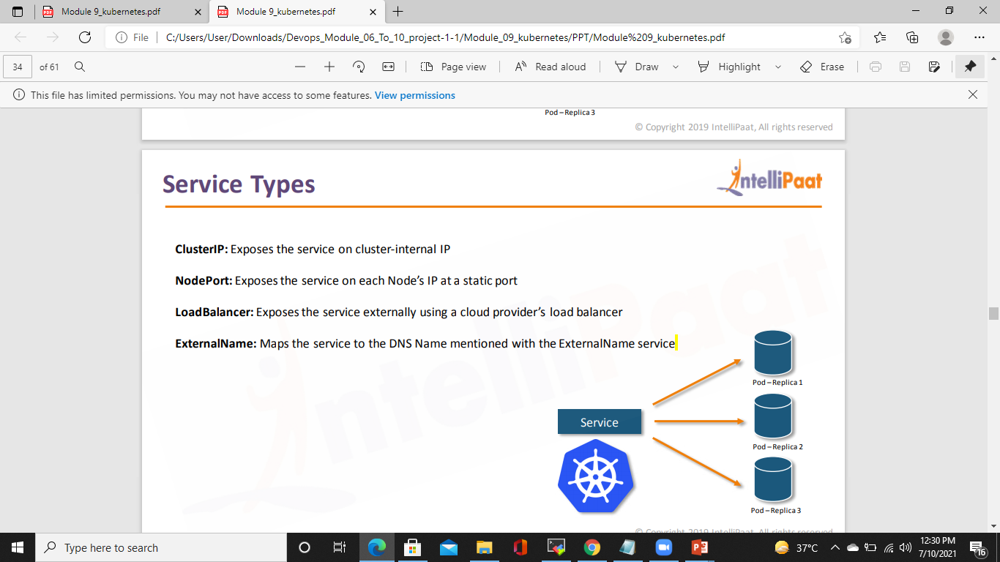 Module 9_kubernetes.pdf
Module 9_kubernetes.pdf
File
C:/Users/User/Downloads/Devops_Module_06_To_10_project-1-1/Module_09_kubernetes/PPT/Module%209_kubernetes.pdf
34 of 61
Page view
Read aloud
Draw
Highlight
Erase
This file has limited permissions. You may not have access to some features. View permissions
Pod – Replica 3
© Copyright 2019 IntelliPaat, All rights reserved
Service Types
IntelliPaat
ClusterIP: Exposes the service on cluster-internal IP
NodePort: Exposes the service on each Node’s IP at a static port
LoadBalancer: Exposes the service externally using a cloud provider’s load balancer
ExternalName: Maps the service to the DNS Name mentioned with the ExternalName service
Pod – Replica 1
Service
Pod – Replica 2
Pod – Replica 3
© Copyright 2019 IntelliPaat, All rights reserved
Type here to search
37°C
12:30 PM
7/10/2021
16